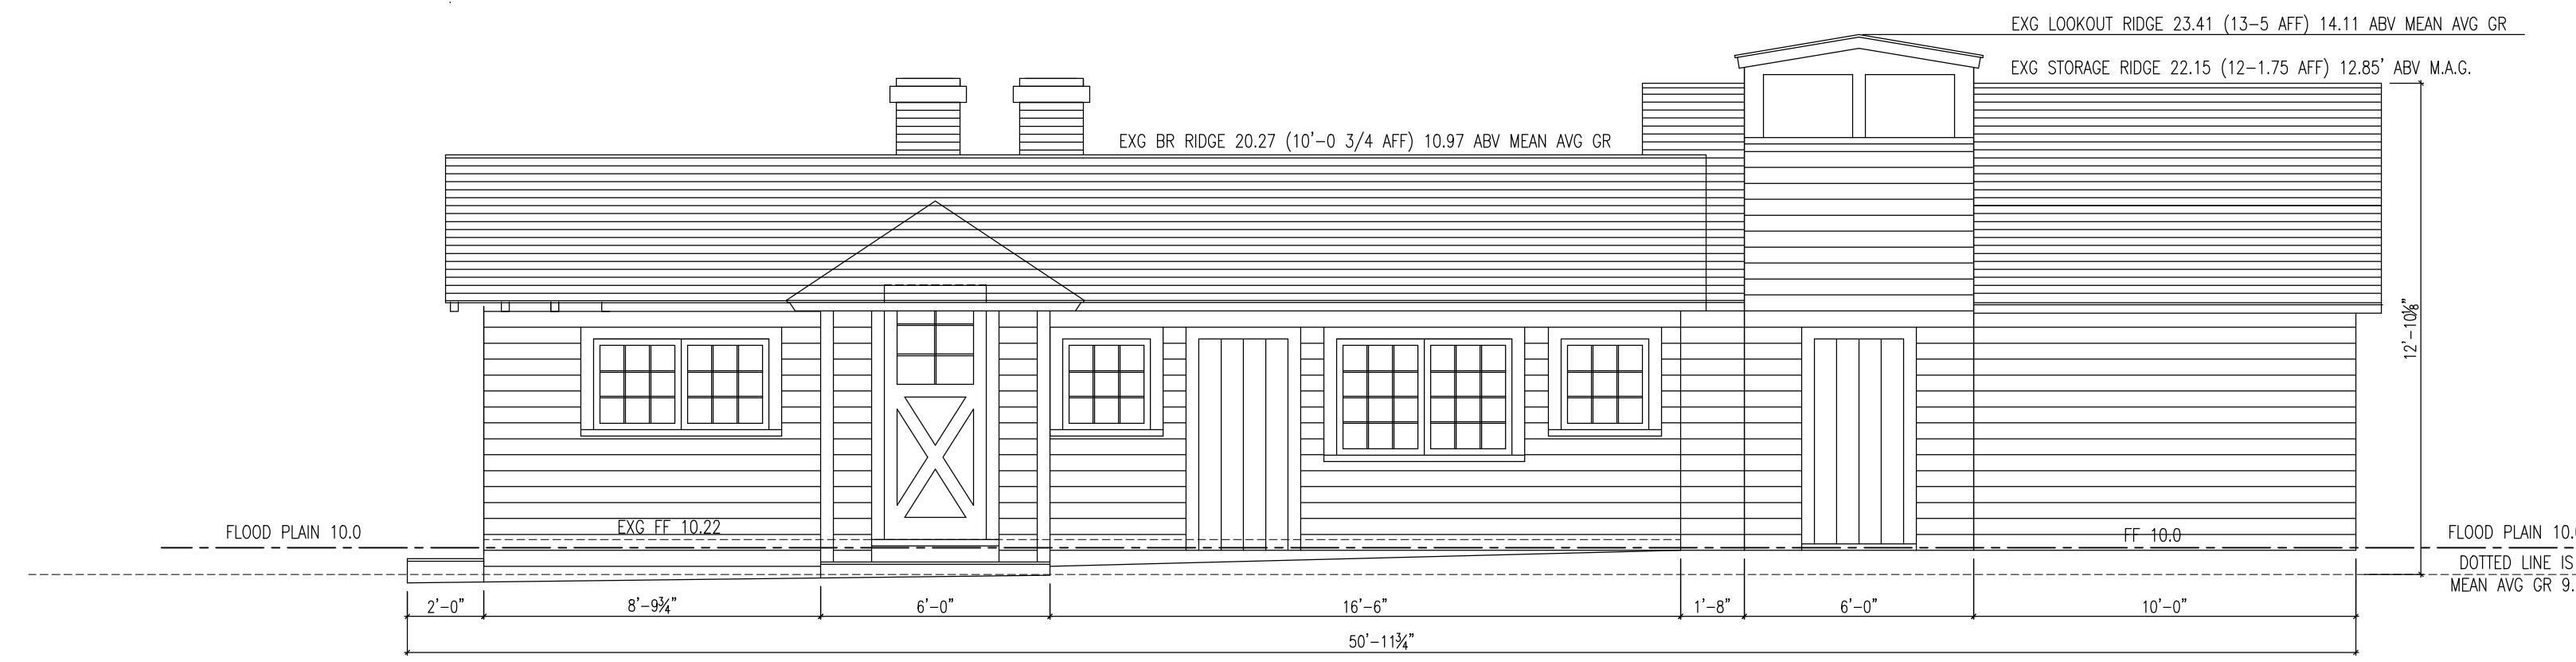 EXG LOOKOUT RIDGE 23.41 (13-5 AFF) 14.11 ABV MEAN AVG GR
EXG STORAGE RIDGE 22.15 (12-1.75 AFF) 12.85' ABV M.A.G.
EXG BR RIDGE 20.27 (10'-0 3/4 AFF) 10.97 ABV MEAN AVG GR
12'-10⅛"
FLOOD PLAIN 10.0
EXG FF 10.22
FF 10.0
FLOOD PLAIN 10.
DOTTED LINE IS
MEAN AVG GR 9.
2'-0"
8'-9¾"
6'-0"
16'-6"
1'-8"
6'-0"
10'-0"
50'-11¾"